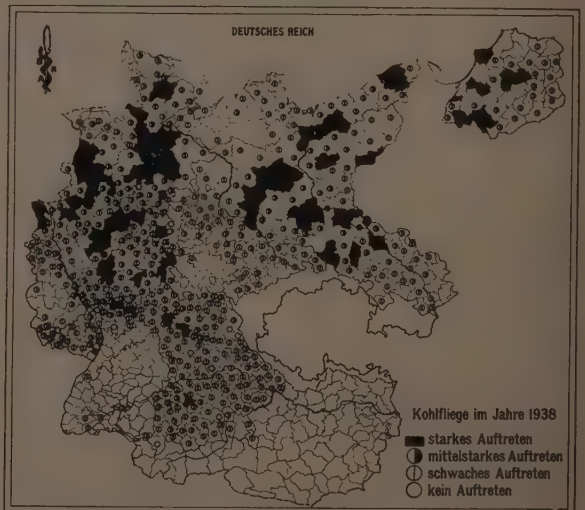 DEUTSCHES REICH
Kohlfliege im Jahre 1938
starkes Auftreten
mittelstarkes Auftreten
schwaches Auftreten
kein Auftreten